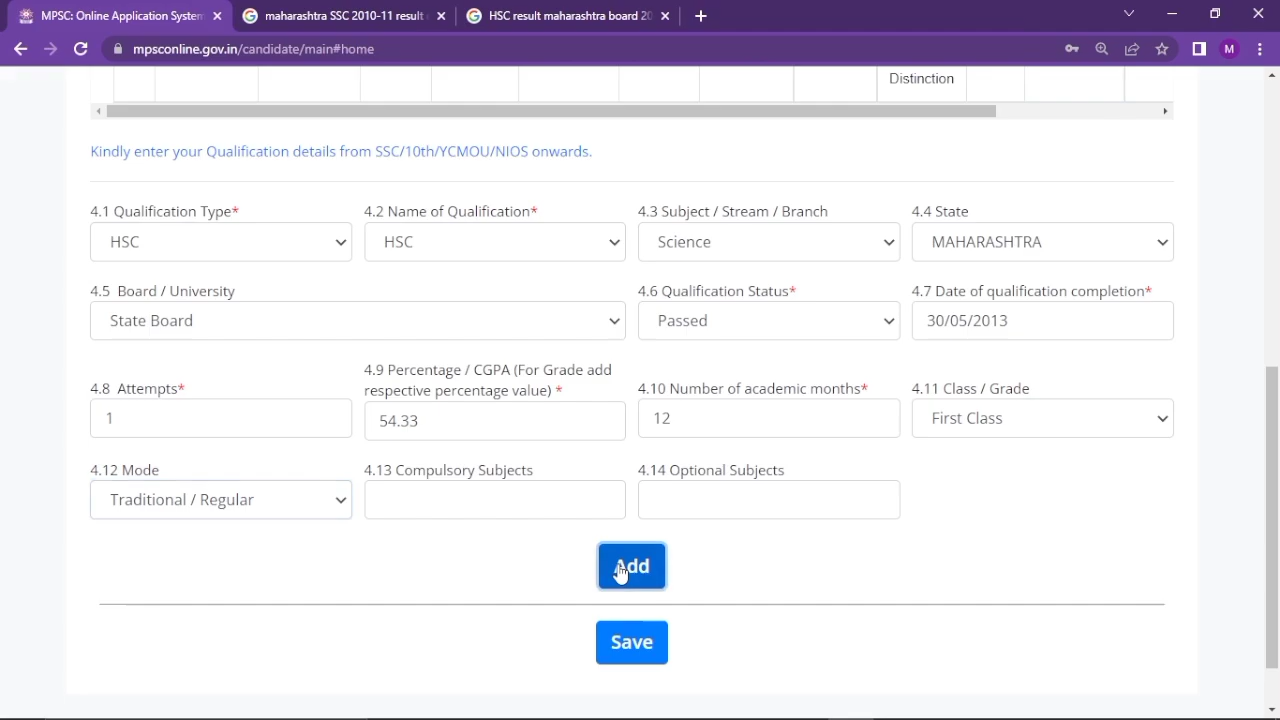 MPSC: Online Application System
maharashtra SSC 2010-11 result
HSC result maharashtra board 20
mpsconline.gov.in/candidate/main#home
M
Distinction
Kindly enter your Qualification details from SSC/10th/YCMOU/NIOS onwards.
4.1 Qualification Type* 4.2 Name of Qualification* 4.3 Subject / Stream / Branch 4.4 State
HSC HSC Science MAHARASHTRA
4.5 Board / University 4.6 Qualification Status* 4.7 Date of qualification completion*
State Board Passed 30/05/2013
4.9 Percentage / CGPA (For Grade add
4.8 Attempts* respective percentage value) * 4.10 Number of academic months* 4.11 Class / Grade
1 54.33 12 First Class
4.12 Mode 4.13 Compulsory Subjects 4.14 Optional Subjects
Traditional / Regular
Add
Save